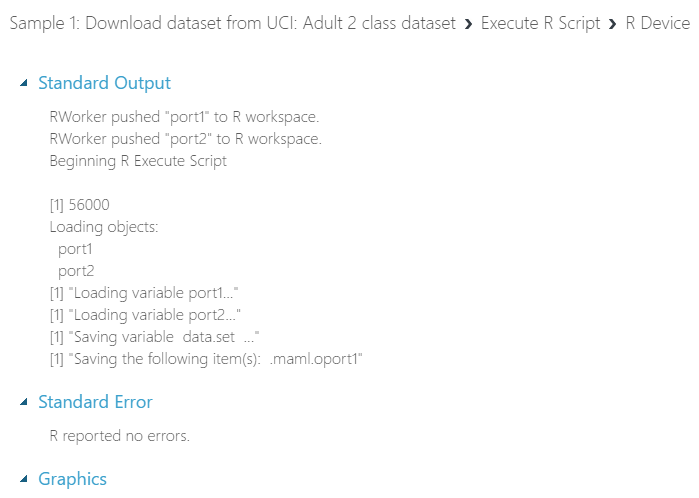 Sample 1: Download dataset from UCI: Adult 2 class dataset › Execute R Script › R Device
Standard Output
RWorker pushed "port1" to R workspace.
RWorker pushed "port2" to R workspace.
Beginning R Execute Script
[1] 56000
Loading objects:
port1
port2
[1] "Loading variable port1..."
[1] "Loading variable port2..."
[1] "Saving variable  data.set  ..."
[1] "Saving the following item(s):  .maml.oport1"
Standard Error
R reported no errors.
Graphics